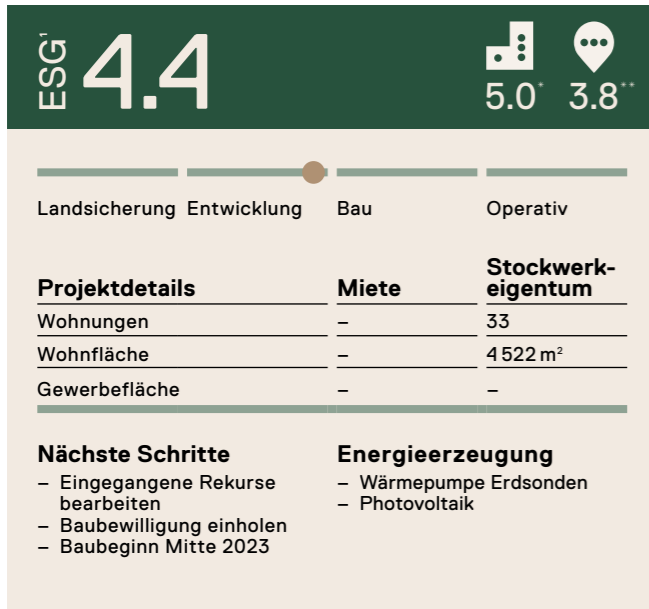 ESG¹ 4.4
5.0* 3.8**
Landsicherung Entwicklung Bau Operativ
Projektdetails Miete Stockwerk-
eigentum
Wohnungen – 33
Wohnfläche – 4 522 m²
Gewerbefläche – –
Nächste Schritte
– Eingegangene Rekurse
bearbeiten
– Baubewilligung einholen
– Baubeginn Mitte 2023
Energieerzeugung
– Wärmepumpe Erdsonden
– Photovoltaik